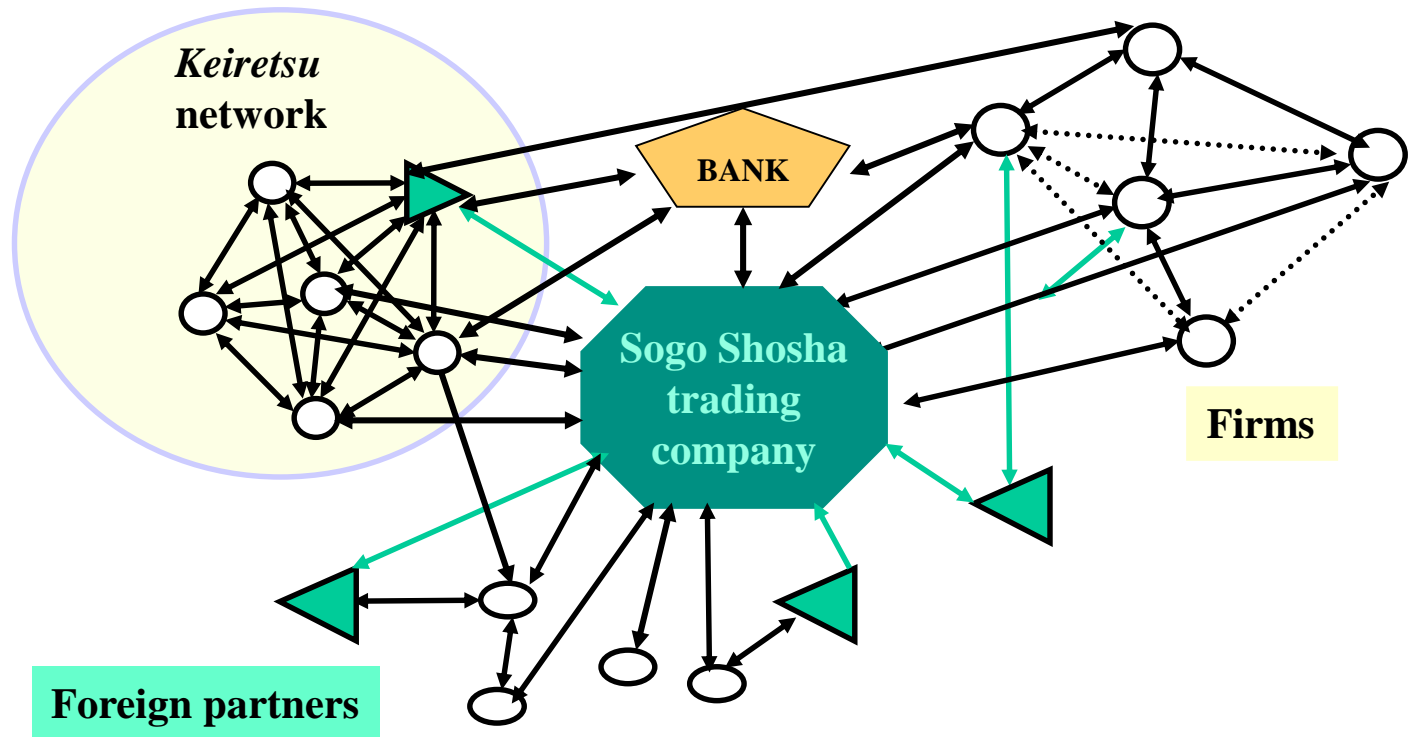 Keiretsu
network
BANK
Sogo Shosha
trading
company
Firms
Foreign partners